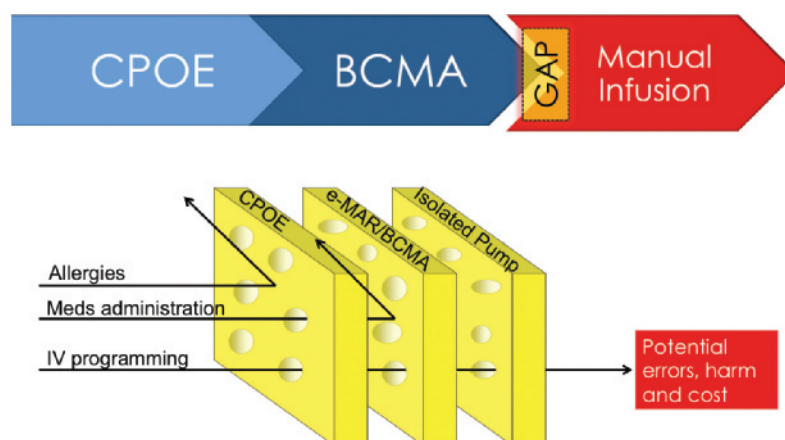 CPOE
BCMA
GAP
Manual
Infusion
CPOE
e-MAR/BCMA
Isolated Pump
Allergies
Meds administration
IV programming
Potential
errors, harm
and cost